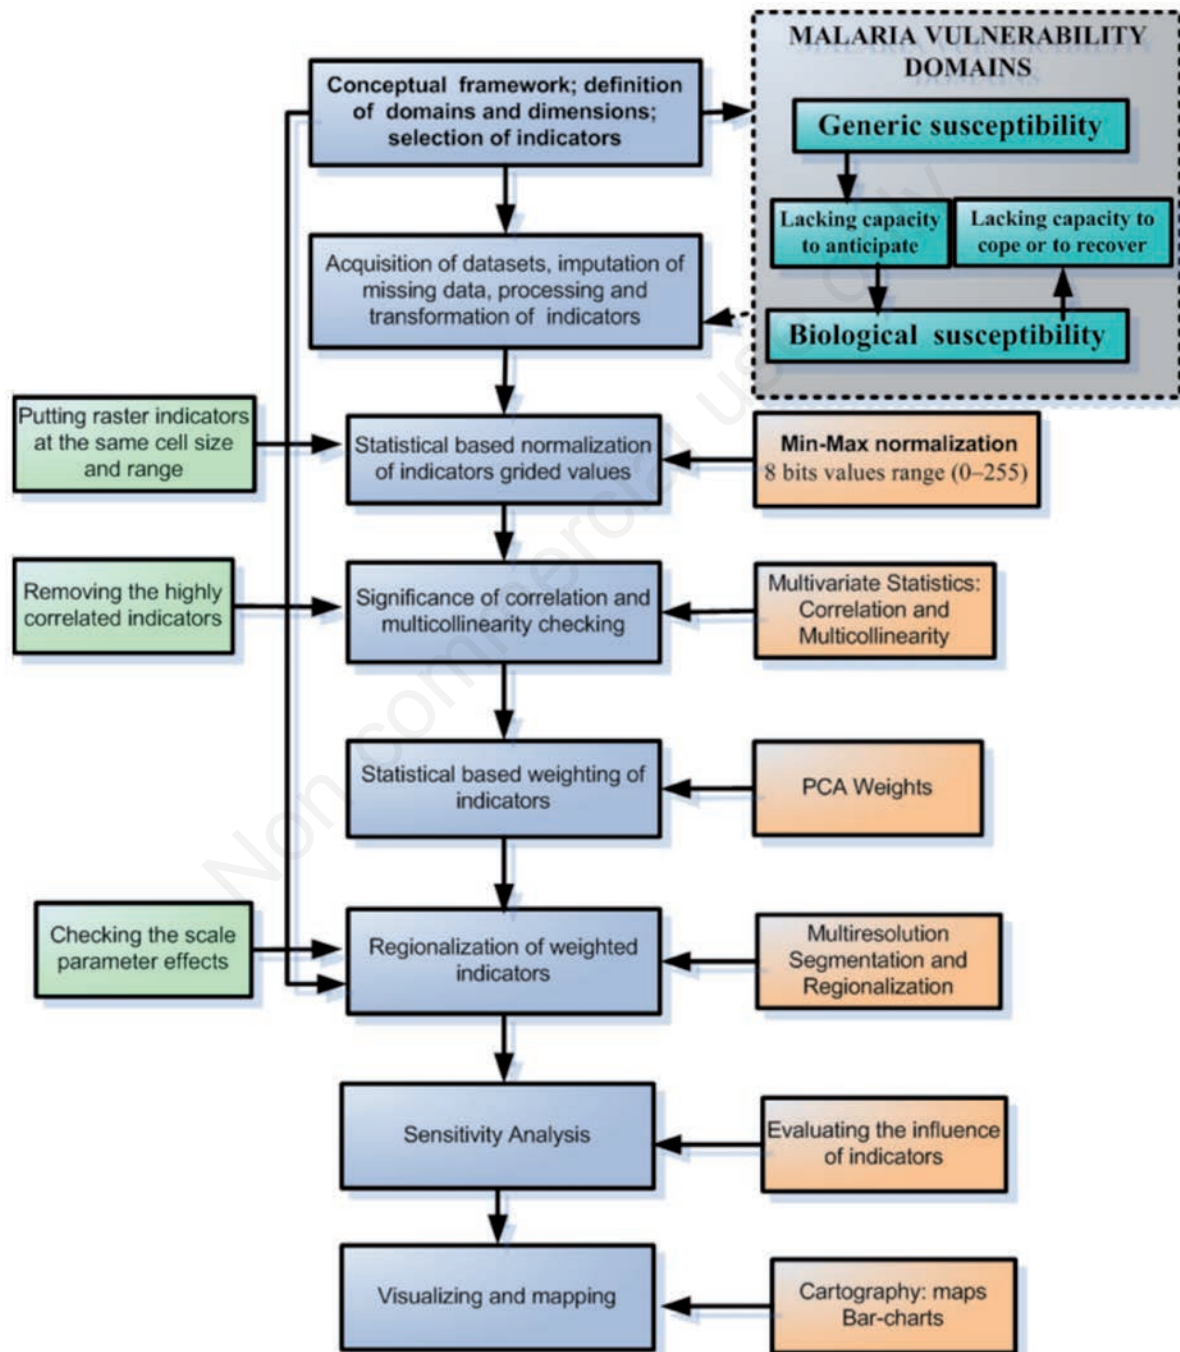 MALARIA VULNERABILITY
DOMAINS
Generic susceptibility
Lacking capacity
to anticipate
Lacking capacity to
cope or to recover
Biological susceptibility
Conceptual framework; definition
of domains and dimensions;
selection of indicators
Acquisition of datasets, imputation of
missing data, processing and
transformation of indicators
Putting raster indicators
at the same cell size
and range
Statistical based normalization
of indicators grided values
Min-Max normalization
8 bits values range (0–255)
Removing the highly
correlated indicators
Significance of correlation and
multicollinearity checking
Multivariate Statistics:
Correlation and
Multicollinearity
Statistical based weighting of
indicators
PCA Weights
Checking the scale
parameter effects
Regionalization of weighted
indicators
Multiresolution
Segmentation and
Regionalization
Sensitivity Analysis
Evaluating the influence
of indicators
Visualizing and mapping
Cartography: maps
Bar-charts
Non commercial use only